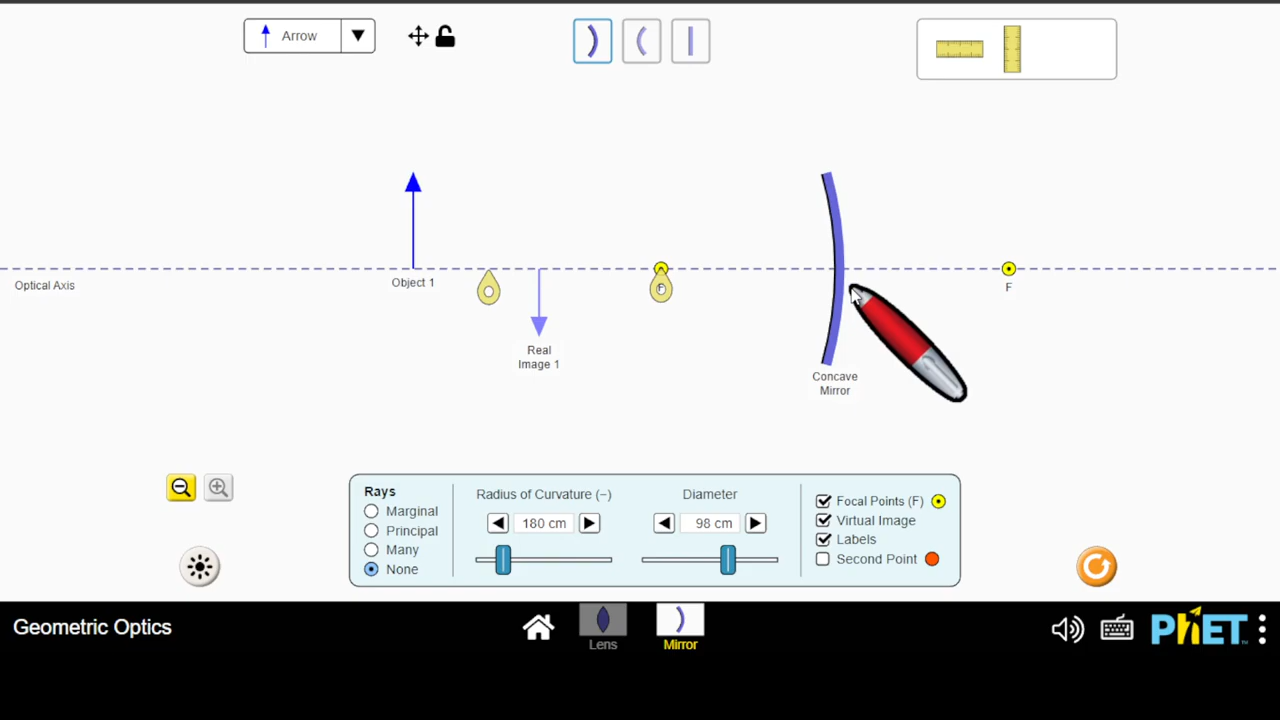 Arrow
Optical Axis
Object 1
F
F
Real
Image 1
Concave
Mirror
Rays
Marginal
Principal
Many
None
Radius of Curvature (−)
180 cm
Diameter
98 cm
Focal Points (F)
Virtual Image
Labels
Second Point
Geometric Optics
Lens
Mirror
PhET